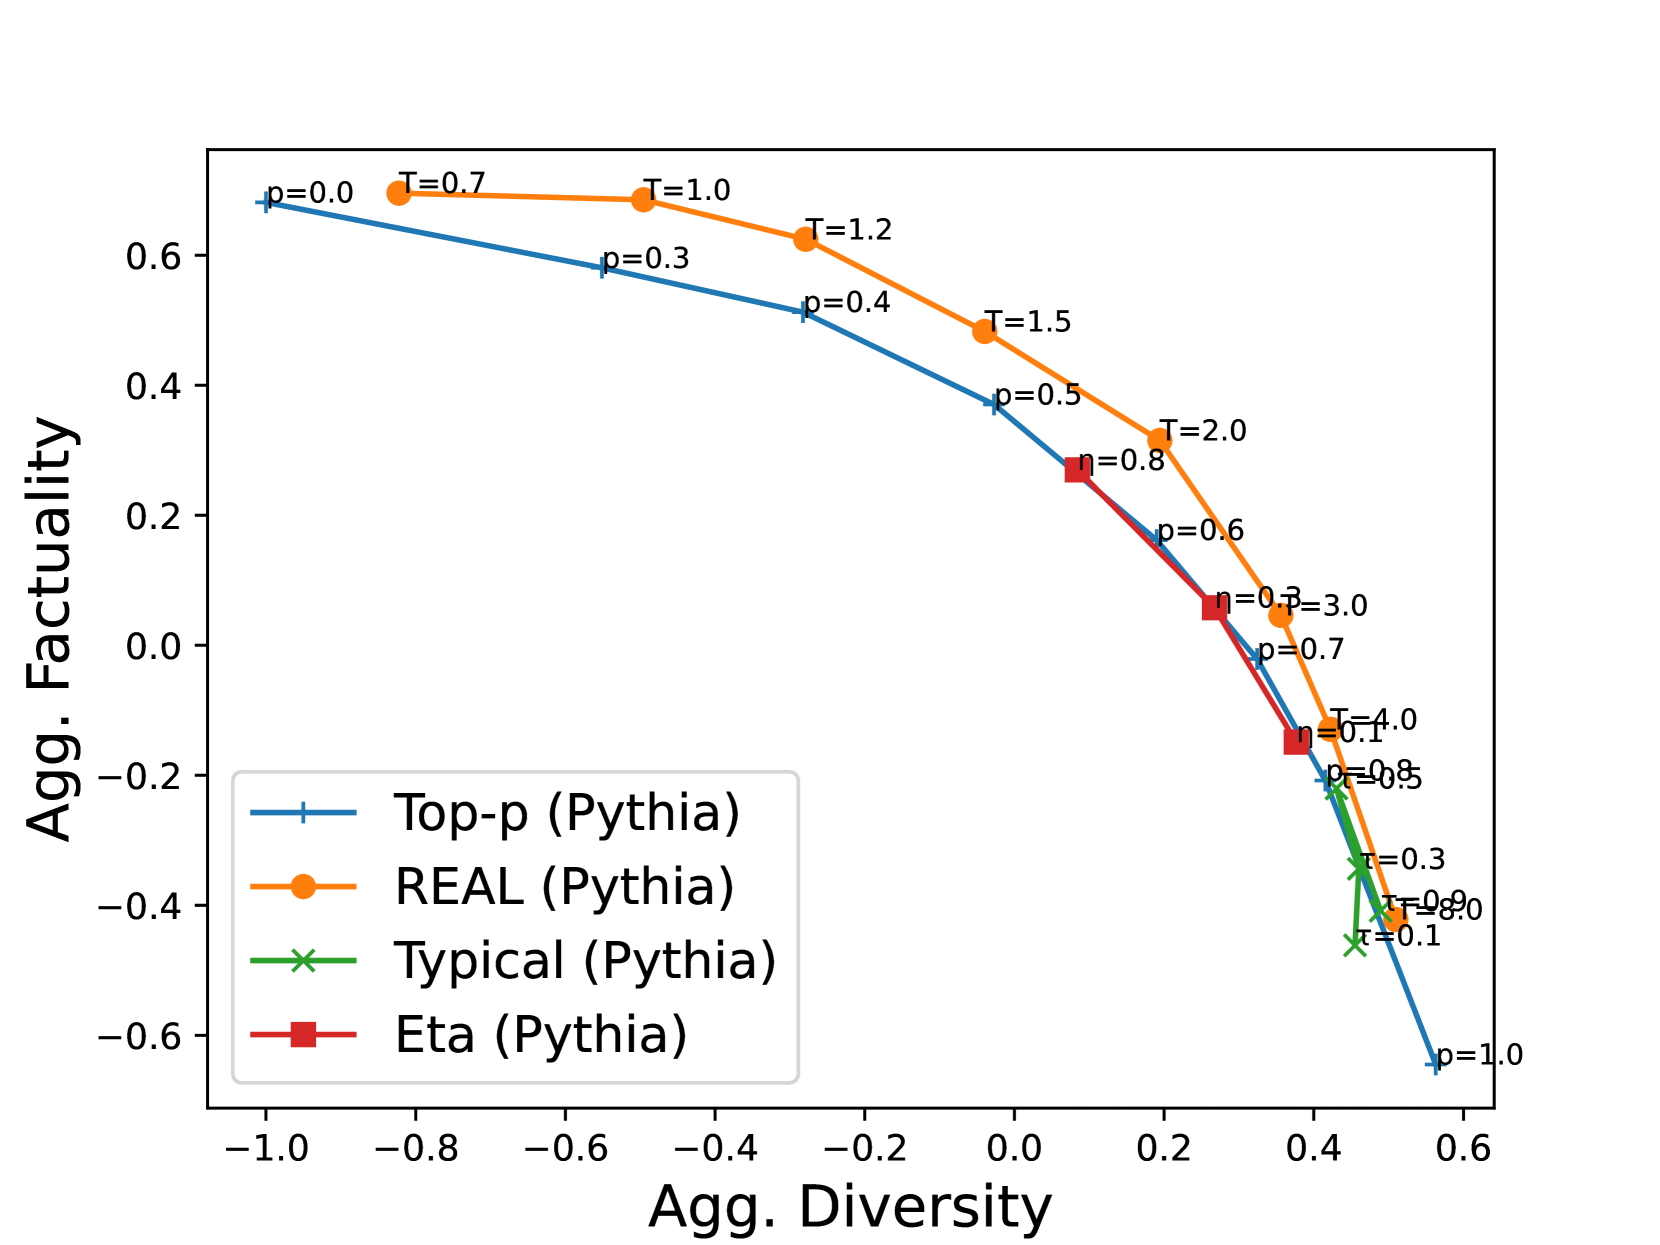 p=0.0
T=0.7
T=1.0
T=1.2
p=0.3
p=0.4
T=1.5
p=0.5
T=2.0
η=0.8
p=0.6
η=0.3
T=3.0
p=0.7
T=4.0
η=0.1
p=0.8
τ=0.5
τ=0.3
τ=0.9
T=8.0
τ=0.1
p=1.0
0.6
0.4
0.2
0.0
−0.2
−0.4
−0.6
Agg. Factuality
Top-p (Pythia)
REAL (Pythia)
Typical (Pythia)
Eta (Pythia)
−1.0 −0.8 −0.6 −0.4 −0.2 0.0 0.2 0.4 0.6
Agg. Diversity